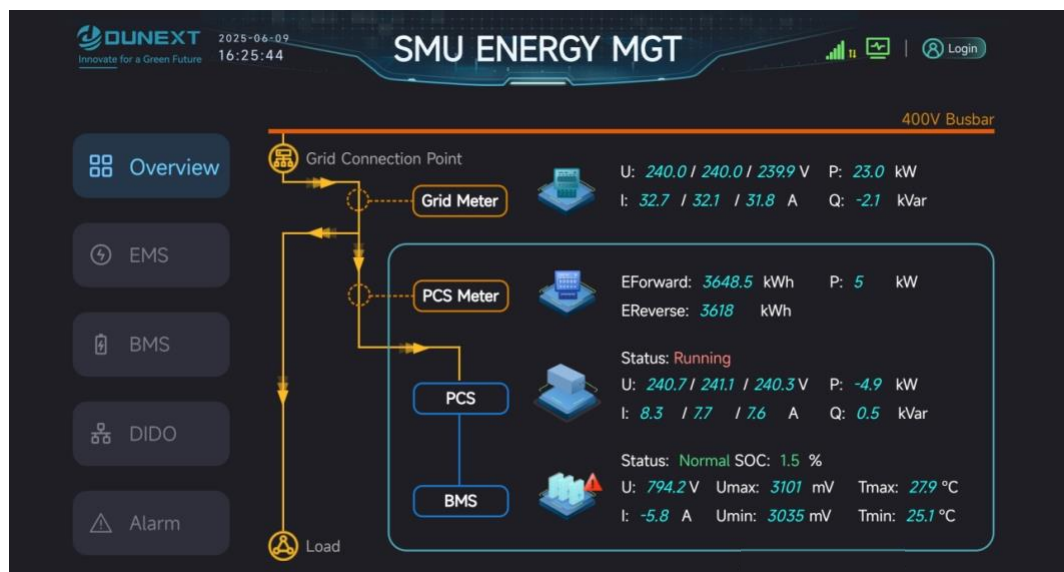 DUNEXT
Innovate for a Green Future
2025-06-09
16:25:44
SMU ENERGY MGT
Login
400V Busbar
Overview
EMS
BMS
DIDO
Alarm
Grid Connection Point
Grid Meter
U: 240.0 / 240.0 / 239.9 V P: 23.0 kW
I: 32.7 / 32.1 / 31.8 A Q: -2.1 kVar
PCS Meter
EForward: 3648.5 kWh P: 5 kW
EReverse: 3618 kWh
PCS
Status: Running
U: 240.7 / 241.1 / 240.3 V P: -4.9 kW
I: 8.3 / 7.7 / 7.6 A Q: 0.5 kVar
BMS
Status: Normal SOC: 1.5 %
U: 794.2 V Umax: 3101 mV Tmax: 27.9 °C
I: -5.8 A Umin: 3035 mV Tmin: 25.1 °C
Load